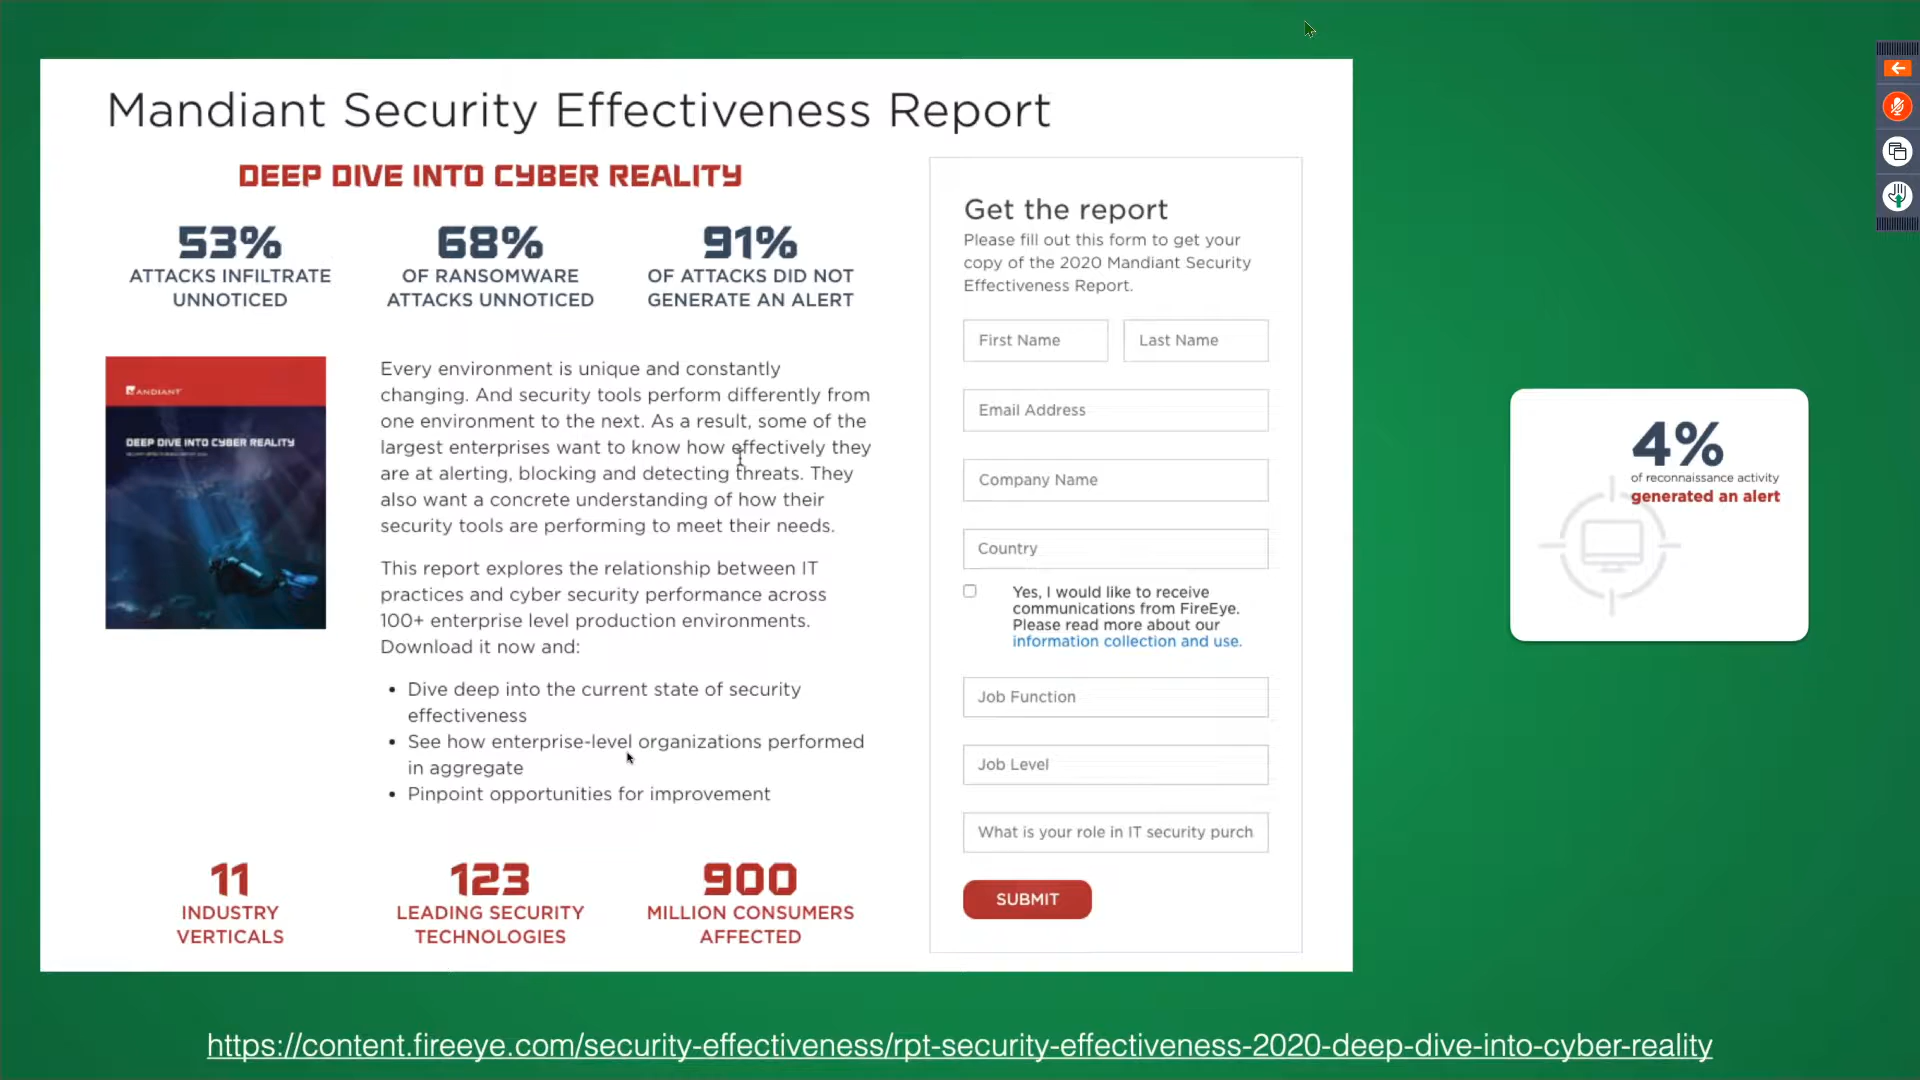 Mandiant Security Effectiveness Report
DEEP DIVE INTO CYBER REALITY
53%
ATTACKS INFILTRATE
UNNOTICED
68%
OF RANSOMWARE
ATTACKS UNNOTICED
91%
OF ATTACKS DID NOT
GENERATE AN ALERT
MANDIANT
DEEP DIVE INTO CYBER REALITY
Every environment is unique and constantly
changing. And security tools perform differently from
one environment to the next. As a result, some of the
largest enterprises want to know how effectively they
are at alerting, blocking and detecting threats. They
also want a concrete understanding of how their
security tools are performing to meet their needs.
This report explores the relationship between IT
practices and cyber security performance across
100+ enterprise level production environments.
Download it now and:
• Dive deep into the current state of security
effectiveness
• See how enterprise-level organizations performed
in aggregate
• Pinpoint opportunities for improvement
11
INDUSTRY
VERTICALS
123
LEADING SECURITY
TECHNOLOGIES
900
MILLION CONSUMERS
AFFECTED
Get the report
Please fill out this form to get your
copy of the 2020 Mandiant Security
Effectiveness Report.
First Name
Last Name
Email Address
Company Name
Country
Yes, I would like to receive
communications from FireEye.
Please read more about our
information collection and use.
Job Function
Job Level
What is your role in IT security purch
SUBMIT
4%
of reconnaissance activity
generated an alert
https://content.fireeye.com/security-effectiveness/rpt-security-effectiveness-2020-deep-dive-into-cyber-reality